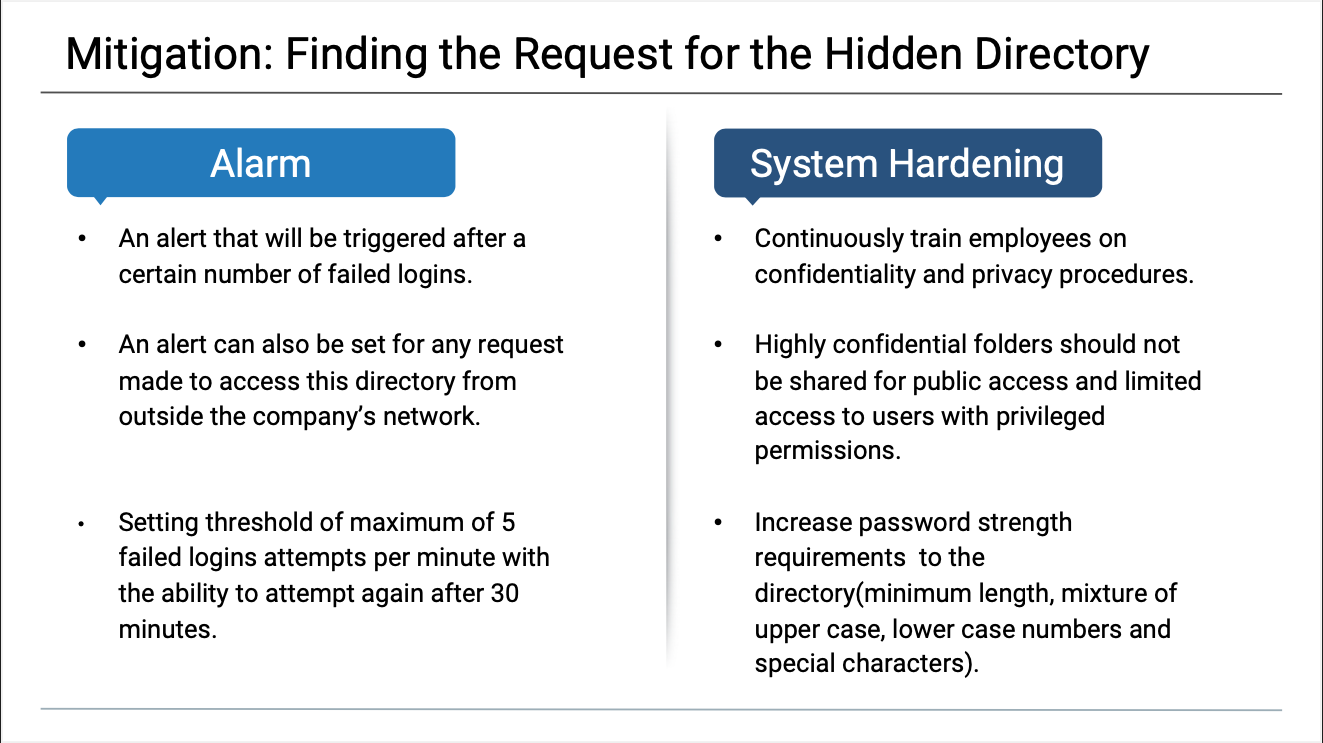 Mitigation: Finding the Request for the Hidden Directory
Alarm
• An alert that will be triggered after a
certain number of failed logins.
• An alert can also be set for any request
made to access this directory from
outside the company’s network.
• Setting threshold of maximum of 5
failed logins attempts per minute with
the ability to attempt again after 30
minutes.
System Hardening
• Continuously train employees on
confidentiality and privacy procedures.
• Highly confidential folders should not
be shared for public access and limited
access to users with privileged
permissions.
• Increase password strength
requirements  to the
directory(minimum length, mixture of
upper case, lower case numbers and
special characters).